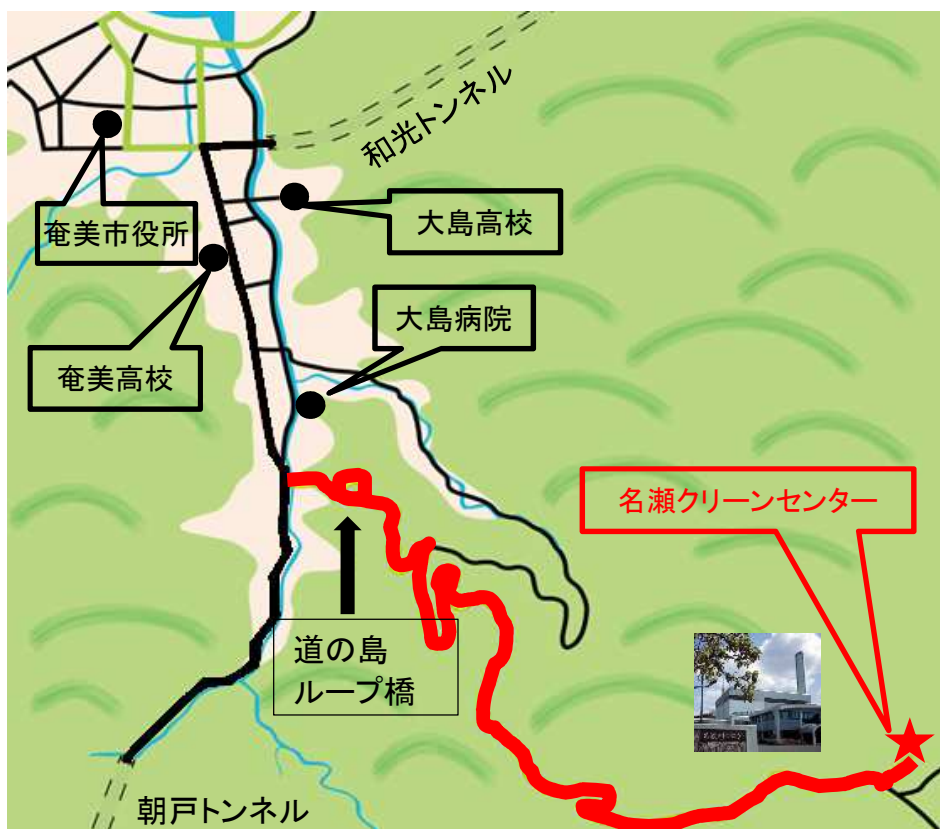 和光トンネル
奄美市役所
大島高校
大島病院
奄美高校
名瀬クリーンセンター
道の島
ループ橋
朝戸トンネル